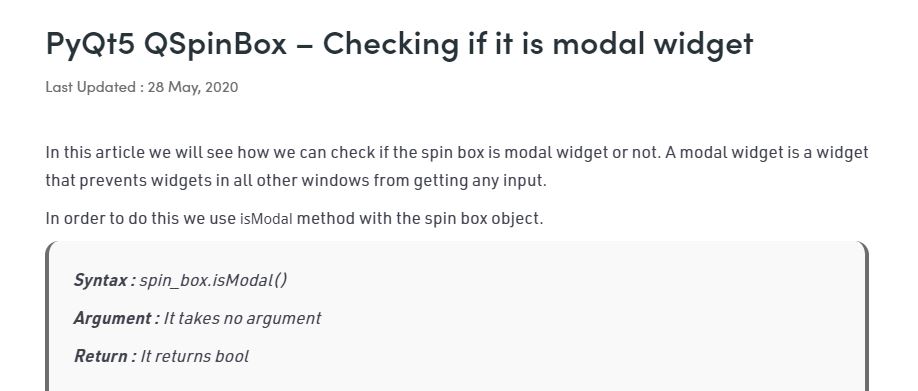 PyQt5 QSpinBox – Checking if it is modal widget
Last Updated : 28 May, 2020
In this article we will see how we can check if the spin box is modal widget or not. A modal widget is a widget
that prevents widgets in all other windows from getting any input.
In order to do this we use isModal method with the spin box object.
Syntax : spin_box.isModal()
Argument : It takes no argument
Return : It returns bool